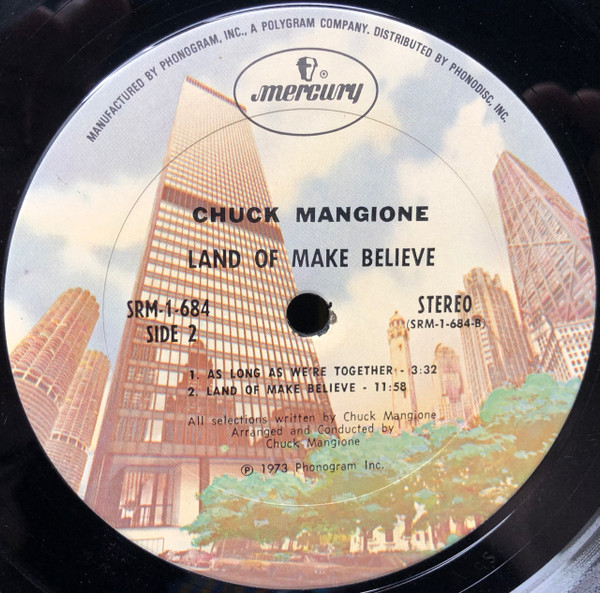 MANUFACTURED BY PHONOGRAM, INC., A POLYGRAM COMPANY. DISTRIBUTED BY PHONODISC, INC.
®
mercury
CHUCK MANGIONE
LAND OF MAKE BELIEVE
SRM-1-684
SIDE 2
STEREO
(SRM-1-684-B)
1. AS LONG AS WE'RE TOGETHER - 3:32
2. LAND OF MAKE BELIEVE - 11:58
All selections written by Chuck Mangione
Arranged and Conducted by
Chuck Mangione
℗ 1973 Phonogram Inc.